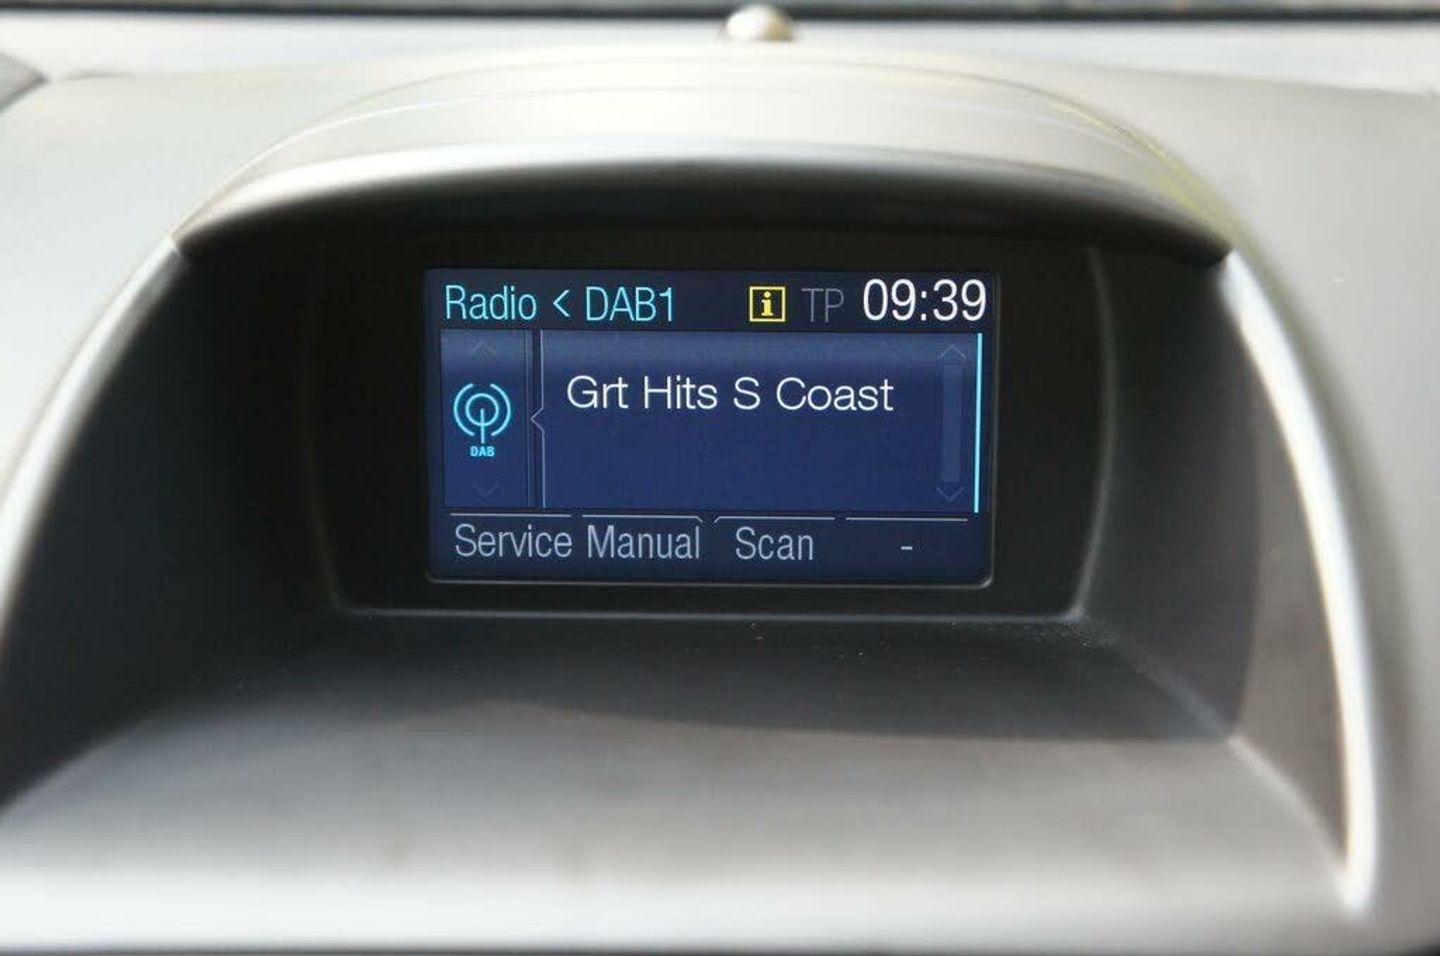 Radio < DAB1 i TP 09:39
Grt Hits S Coast
DAB
Service Manual Scan -